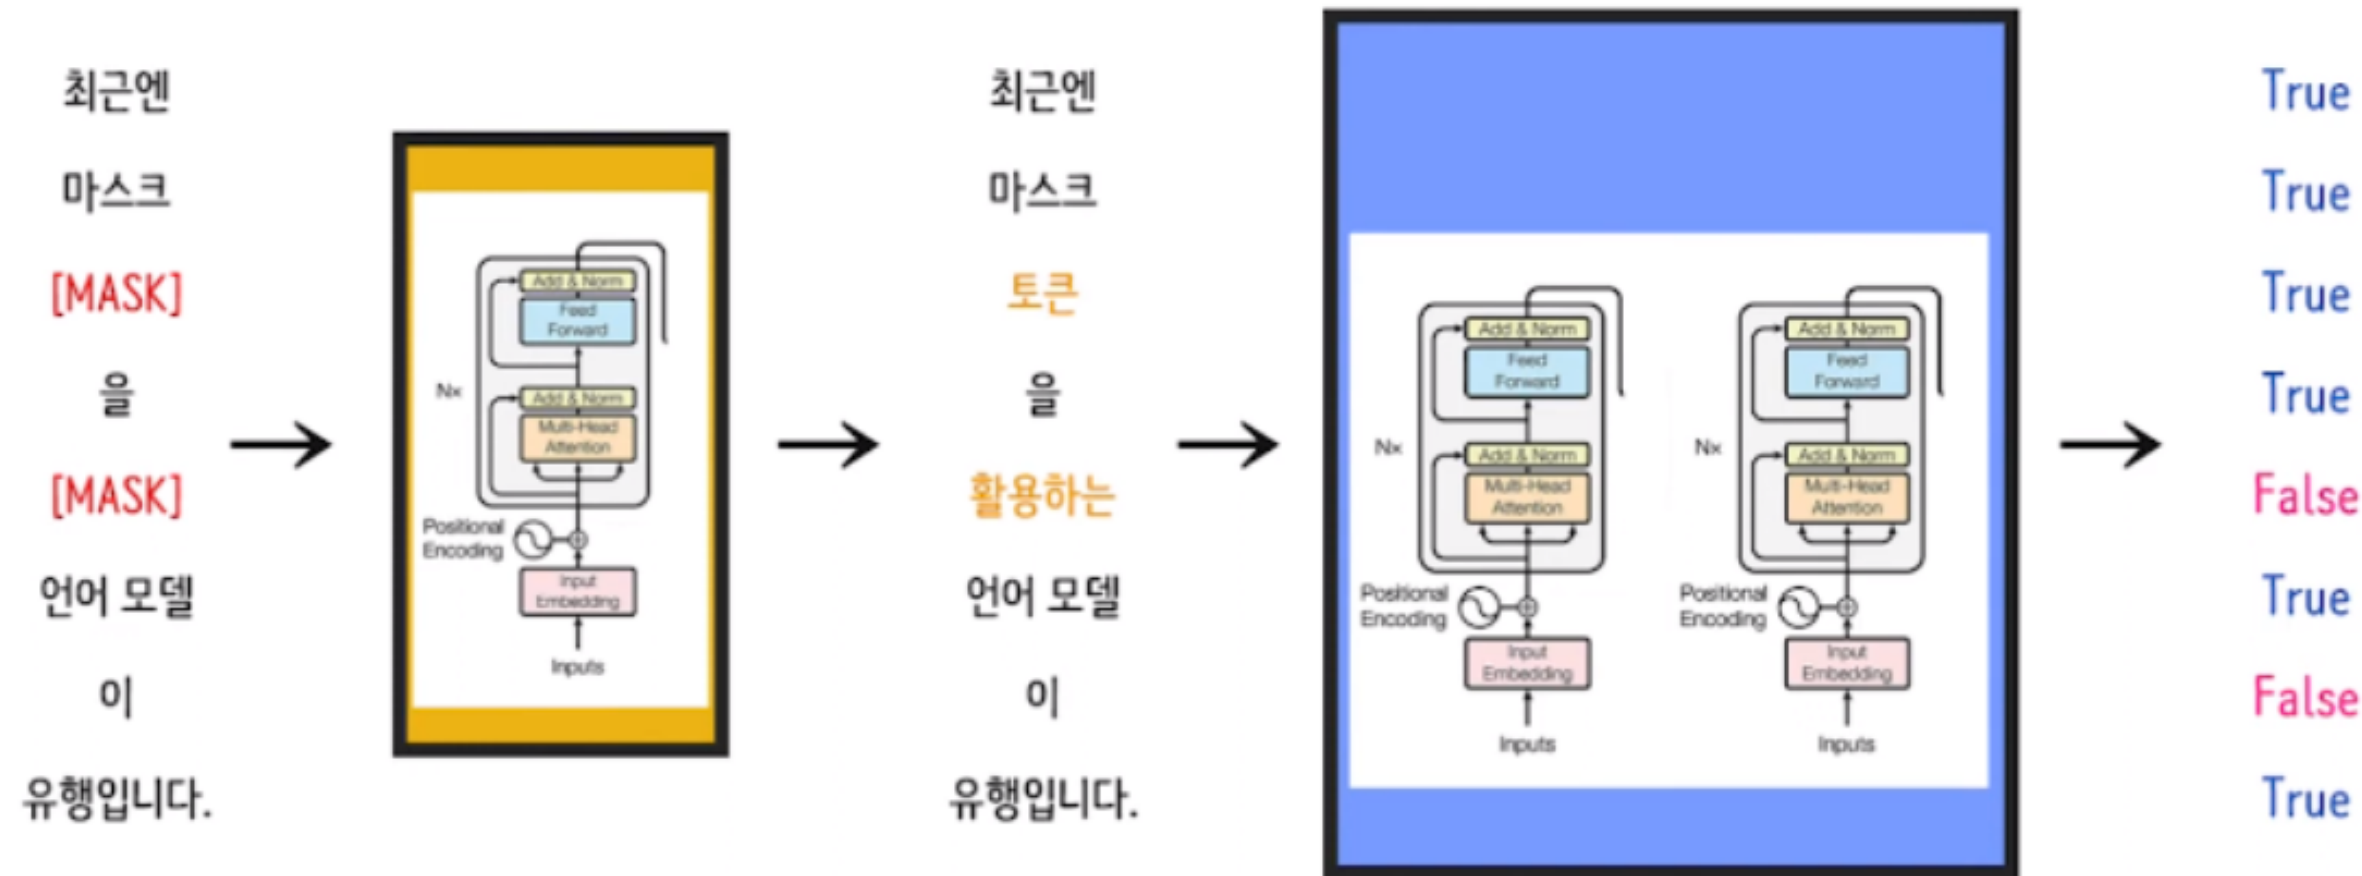 최근엔
마스크
[MASK]
을
[MASK]
언어 모델
이
유행입니다.
Add & Norm
Feed
Forward
Nx
Add & Norm
Multi-Head
Attention
Positional
Encoding
Input
Embedding
Inputs
최근엔
마스크
토큰
을
활용하는
언어 모델
이
유행입니다.
Add & Norm
Feed
Forward
Nx
Add & Norm
Multi-Head
Attention
Positional
Encoding
Input
Embedding
Inputs
Add & Norm
Feed
Forward
Nx
Add & Norm
Multi-Head
Attention
Positional
Encoding
Input
Embedding
Inputs
True
True
True
True
False
True
False
True